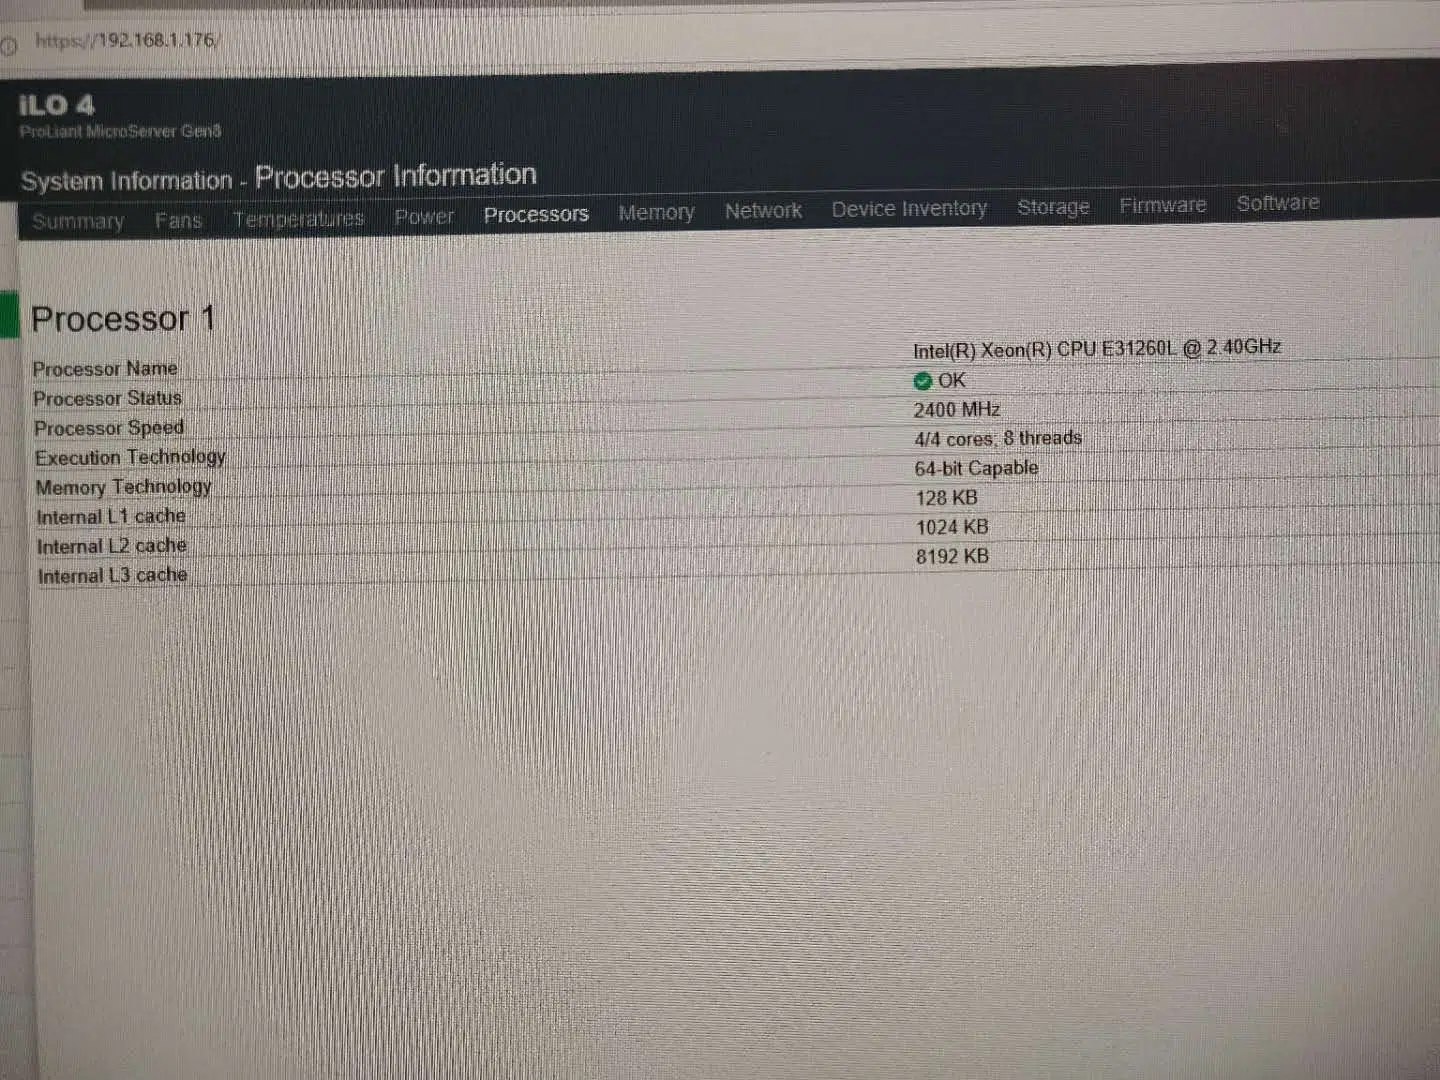 https://192.168.1.176/
iLO 4
ProLiant MicroServer Gen8
System Information - Processor Information
Summary Fans Temperatures Power Processors Memory Network Device Inventory Storage Firmware Software
Processor 1
Processor Name Intel(R) Xeon(R) CPU E31260L @ 2.40GHz
Processor Status OK
Processor Speed 2400 MHz
Execution Technology 4/4 cores; 8 threads
Memory Technology 64-bit Capable
Internal L1 cache 128 KB
Internal L2 cache 1024 KB
Internal L3 cache 8192 KB